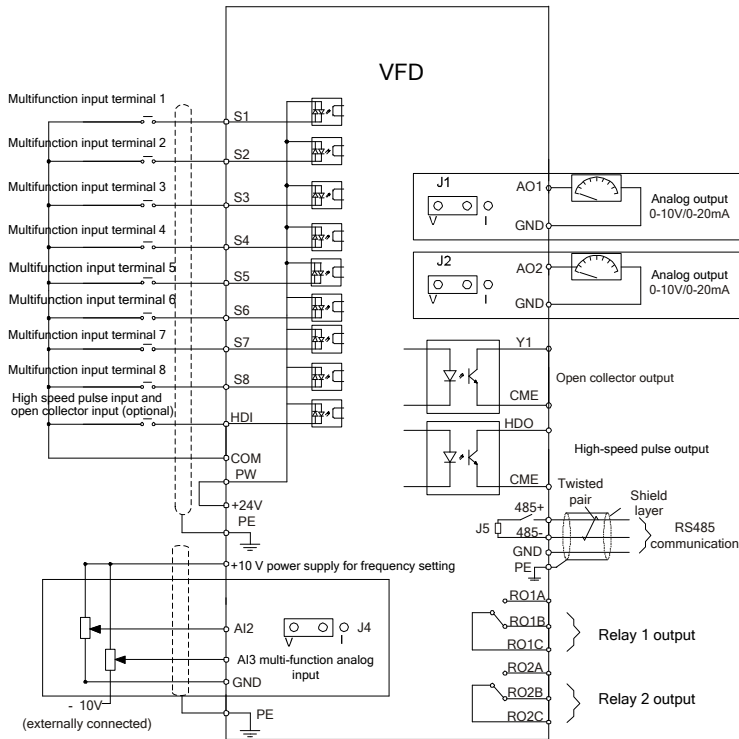 VFD
Multifunction input terminal 1
S1
Multifunction input terminal 2
S2
Multifunction input terminal 3
S3
Multifunction input terminal 4
S4
Multifunction input terminal 5
S5
Multifunction input terminal 6
S6
Multifunction input terminal 7
S7
Multifunction input terminal 8
S8
High speed pulse input and
open collector input (optional)
HDI
COM
PW
+24V
PE
+10 V power supply for frequency setting
AI2
V
I
J4
AI3 multi-function analog
input
GND
- 10V
(externally connected)
PE
J1
V
I
AO1
GND
Analog output
0-10V/0-20mA
J2
V
I
AO2
GND
Analog output
0-10V/0-20mA
Y1
CME
Open collector output
HDO
CME
High-speed pulse output
Twisted
pair
Shield
layer
485+
J5
485-
GND
PE
RS485
communication
RO1A
RO1B
RO1C
Relay 1 output
RO2A
RO2B
RO2C
Relay 2 output